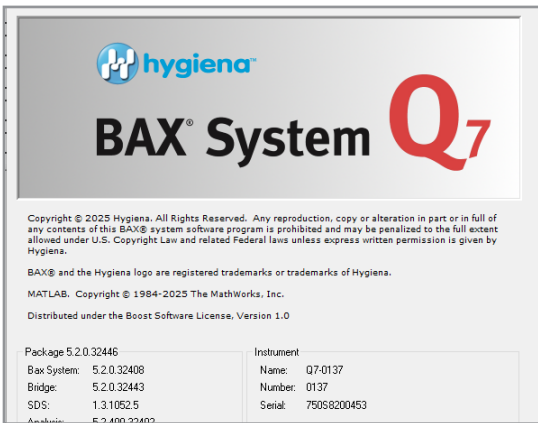 hygiena™
BAX® System Q7
Copyright © 2025 Hygiena. All Rights Reserved. Any reproduction, copy or alteration in part or in full of
any contents of this BAX® system software program is prohibited and may be penalized to the full extent
allowed under U.S. Copyright Law and related Federal laws unless express written permission is given by
Hygiena.
BAX® and the Hygiena logo are registered trademarks or trademarks of Hygiena.
MATLAB. Copyright © 1984-2025 The MathWorks, Inc.
Distributed under the Boost Software License, Version 1.0
Package 5.2.0.32446
Bax System: 5.2.0.32408
Bridge: 5.2.0.32443
SDS: 1.3.1052.5
Analysis: 5.2.400.32402
Instrument
Name: Q7-0137
Number: 0137
Serial: 750S8200453